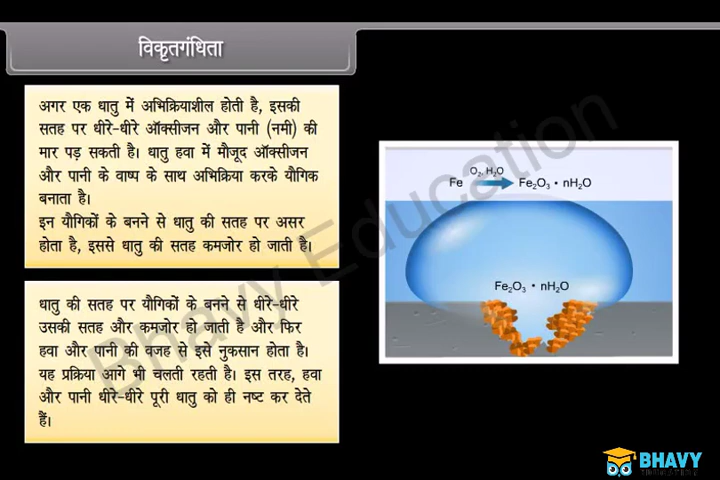 विकृतगंधिता
अगर एक धातु में अभिक्रियाशील होती है, इसकी
सतह पर धीरे-धीरे ऑक्सीजन और पानी (नमी) की
मार पड़ सकती है। धातु हवा में मौजूद ऑक्सीजन
और पानी के वाष्प के साथ अभिक्रिया करके यौगिक
बनाता है।
इन यौगिकों के बनने से धातु की सतह पर असर
होता है, इससे धातु की सतह कमजोर हो जाती है।
धातु की सतह पर यौगिकों के बनने से धीरे-धीरे
उसकी सतह और कमजोर हो जाती है और फिर
हवा और पानी की वजह से इसे नुकसान होता है।
यह प्रक्रिया आगे भी चलती रहती है। इस तरह, हवा
और पानी धीरे-धीरे पूरी धातु को ही नष्ट कर देते
हैं।
O₂, H₂O
Fe Fe₂O₃ • nH₂O
Fe₂O₃ • nH₂O
Bhavy Education
BHAVY
EDUCATION